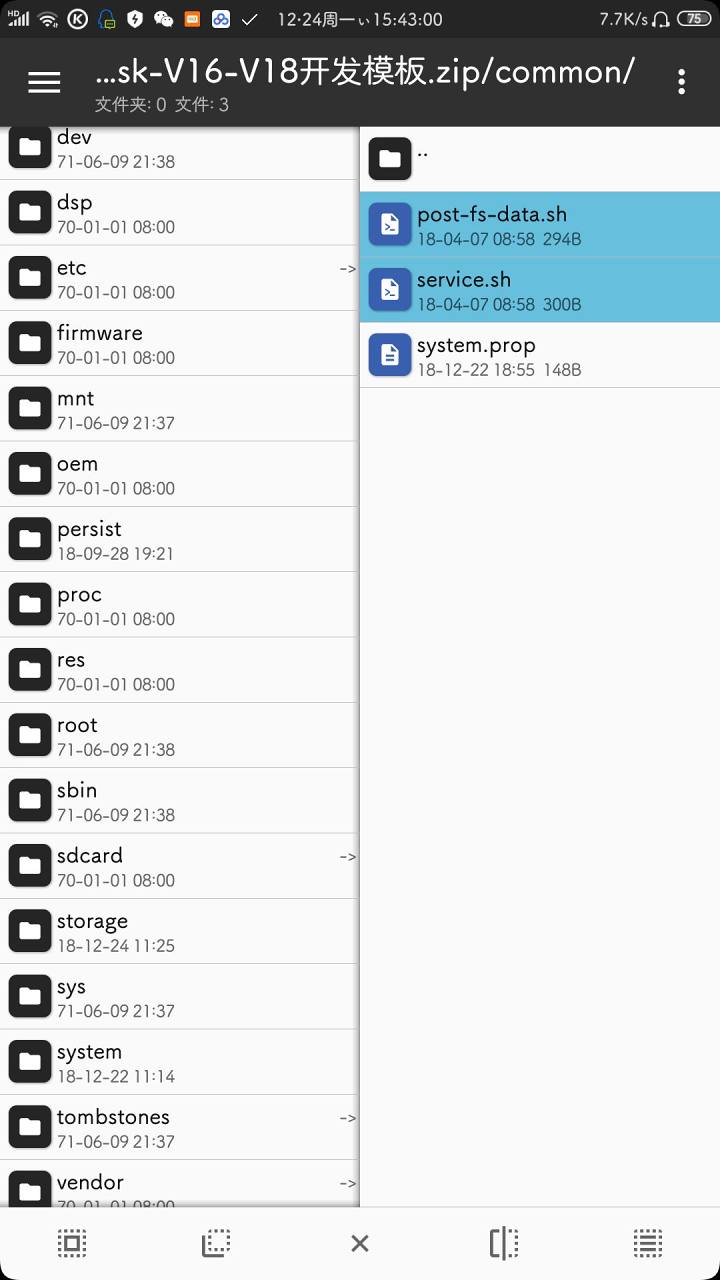 HD
12·24周一 15:43:00
7.7K/s
75
...sk-V16-V18开发模板.zip/common/
文件夹: 0 文件: 3
dev
71-06-09 21:38
dsp
70-01-01 08:00
etc
->
70-01-01 08:00
firmware
70-01-01 08:00
mnt
71-06-09 21:37
oem
70-01-01 08:00
persist
18-09-28 19:21
proc
70-01-01 08:00
res
70-01-01 08:00
root
71-06-09 21:38
sbin
71-06-09 21:38
sdcard
->
70-01-01 08:00
storage
18-12-24 11:25
sys
71-06-09 21:37
system
18-12-22 11:14
tombstones
->
71-06-09 21:37
vendor
->
70-01-01 08:00
..
post-fs-data.sh
18-04-07 08:58 294B
service.sh
18-04-07 08:58 300B
system.prop
18-12-22 18:55 148B